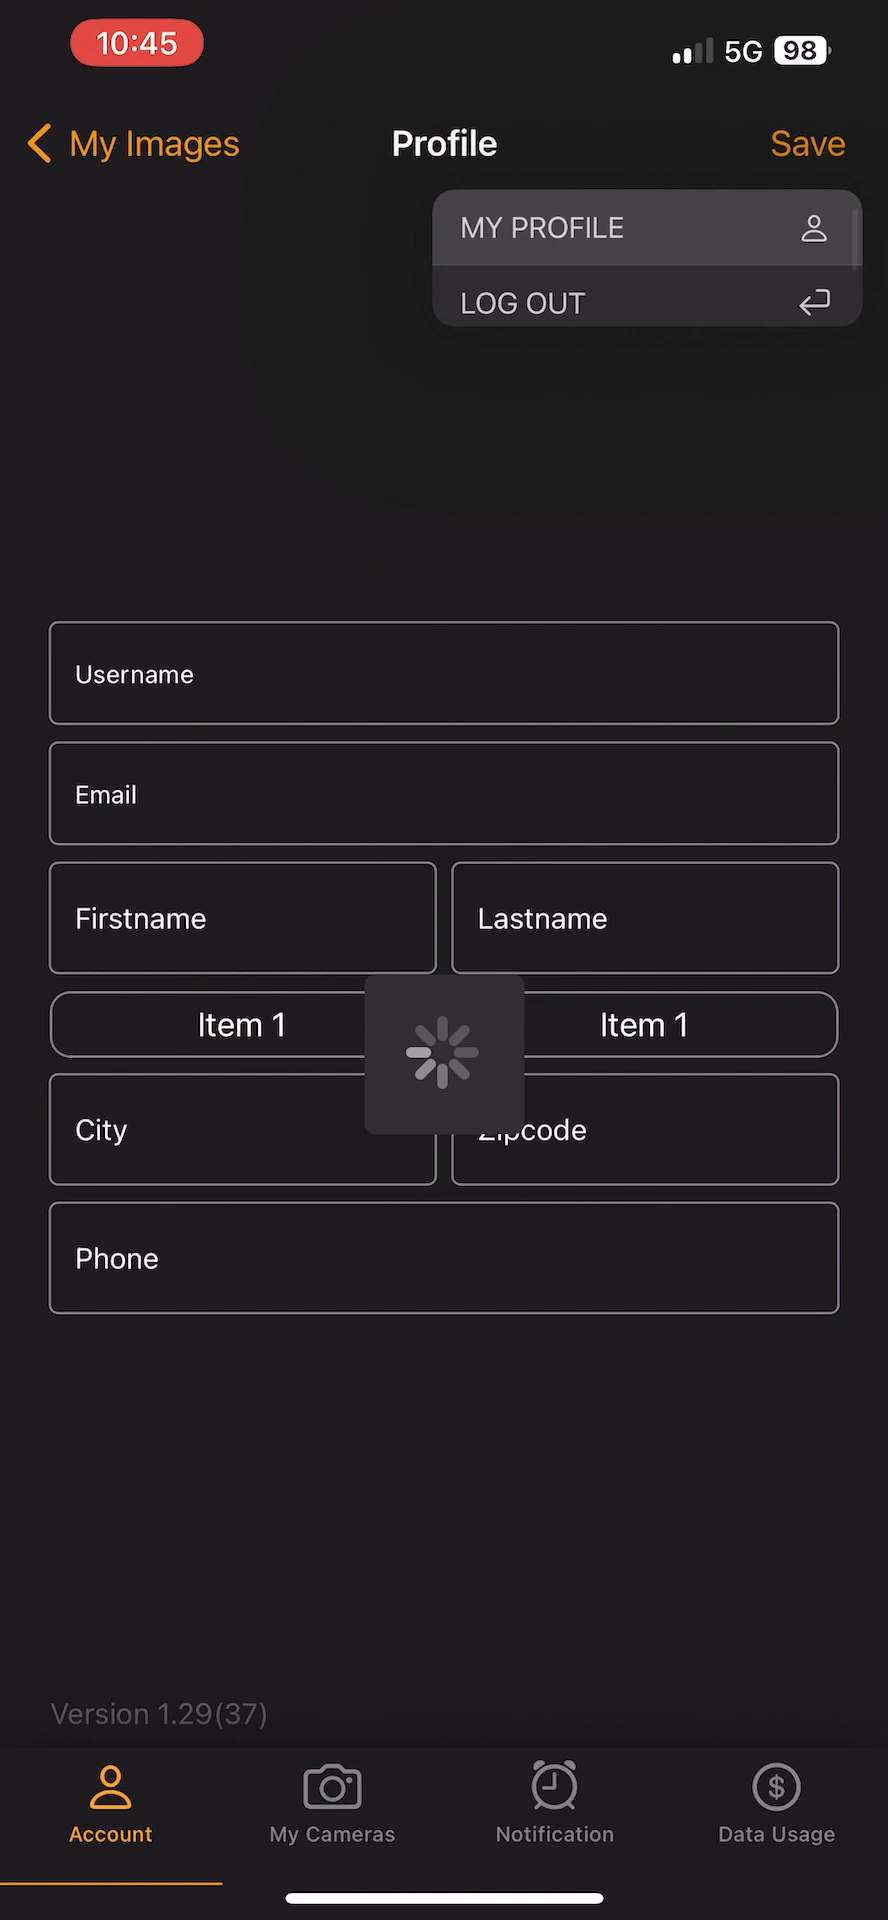 10:45
5G 98
My Images Profile Save
MY PROFILE
LOG OUT
Username
Email
Firstname Lastname
Item 1 Item 1
City Zipcode
Phone
Version 1.29(37)
Account My Cameras Notification Data Usage